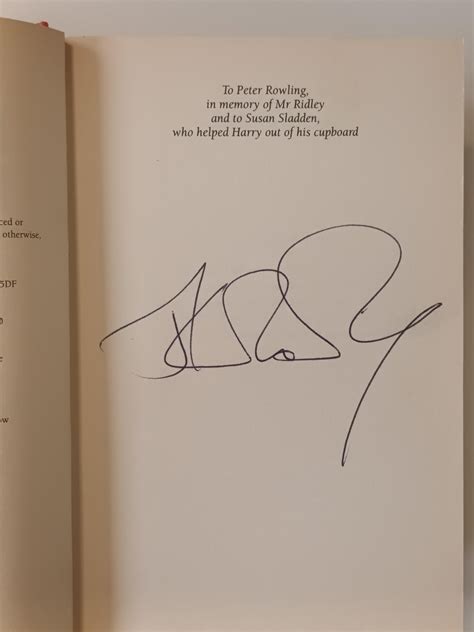 To Peter Rowling,
in memory of Mr Ridley
and to Susan Sladden,
who helped Harry out of his cupboard
ced or
otherwise,
5DF